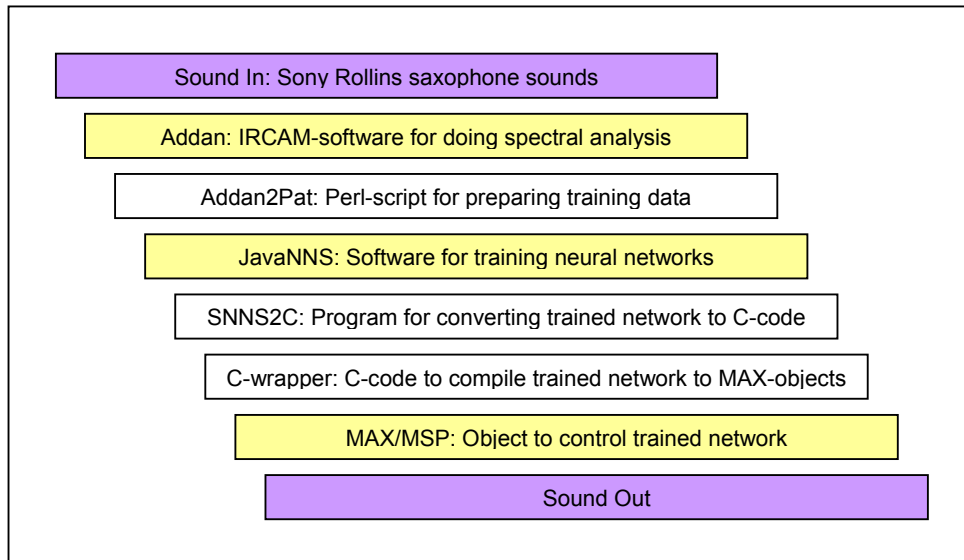 Sound In: Sony Rollins saxophone sounds
Addan: IRCAM-software for doing spectral analysis
Addan2Pat: Perl-script for preparing training data
JavaNNS: Software for training neural networks
SNNS2C: Program for converting trained network to C-code
C-wrapper: C-code to compile trained network to MAX-objects
MAX/MSP: Object to control trained network
Sound Out